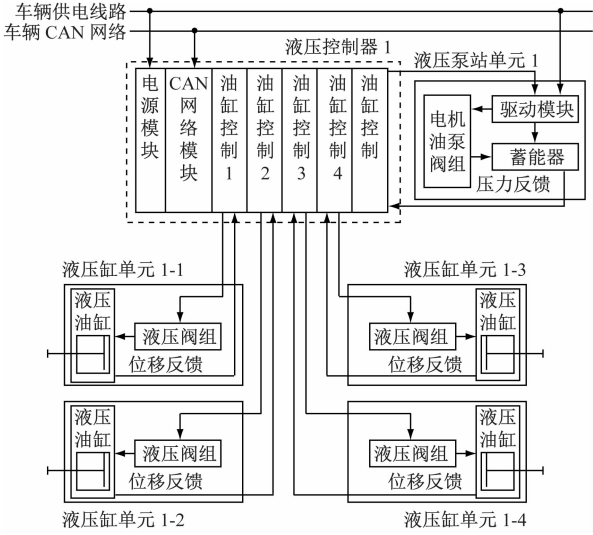 车辆供电线路
车辆 CAN 网络
液压控制器 1
液压泵站单元 1
电源模块
CAN网络模块
油缸控制1
油缸控制2
油缸控制3
油缸控制4
油缸控制
电机油泵阀组
驱动模块
蓄能器
压力反馈
液压缸单元 1-1
液压油缸
液压阀组
位移反馈
液压缸单元 1-3
液压油缸
液压阀组
位移反馈
液压油缸
液压阀组
位移反馈
液压缸单元 1-2
液压油缸
液压阀组
位移反馈
液压缸单元 1-4